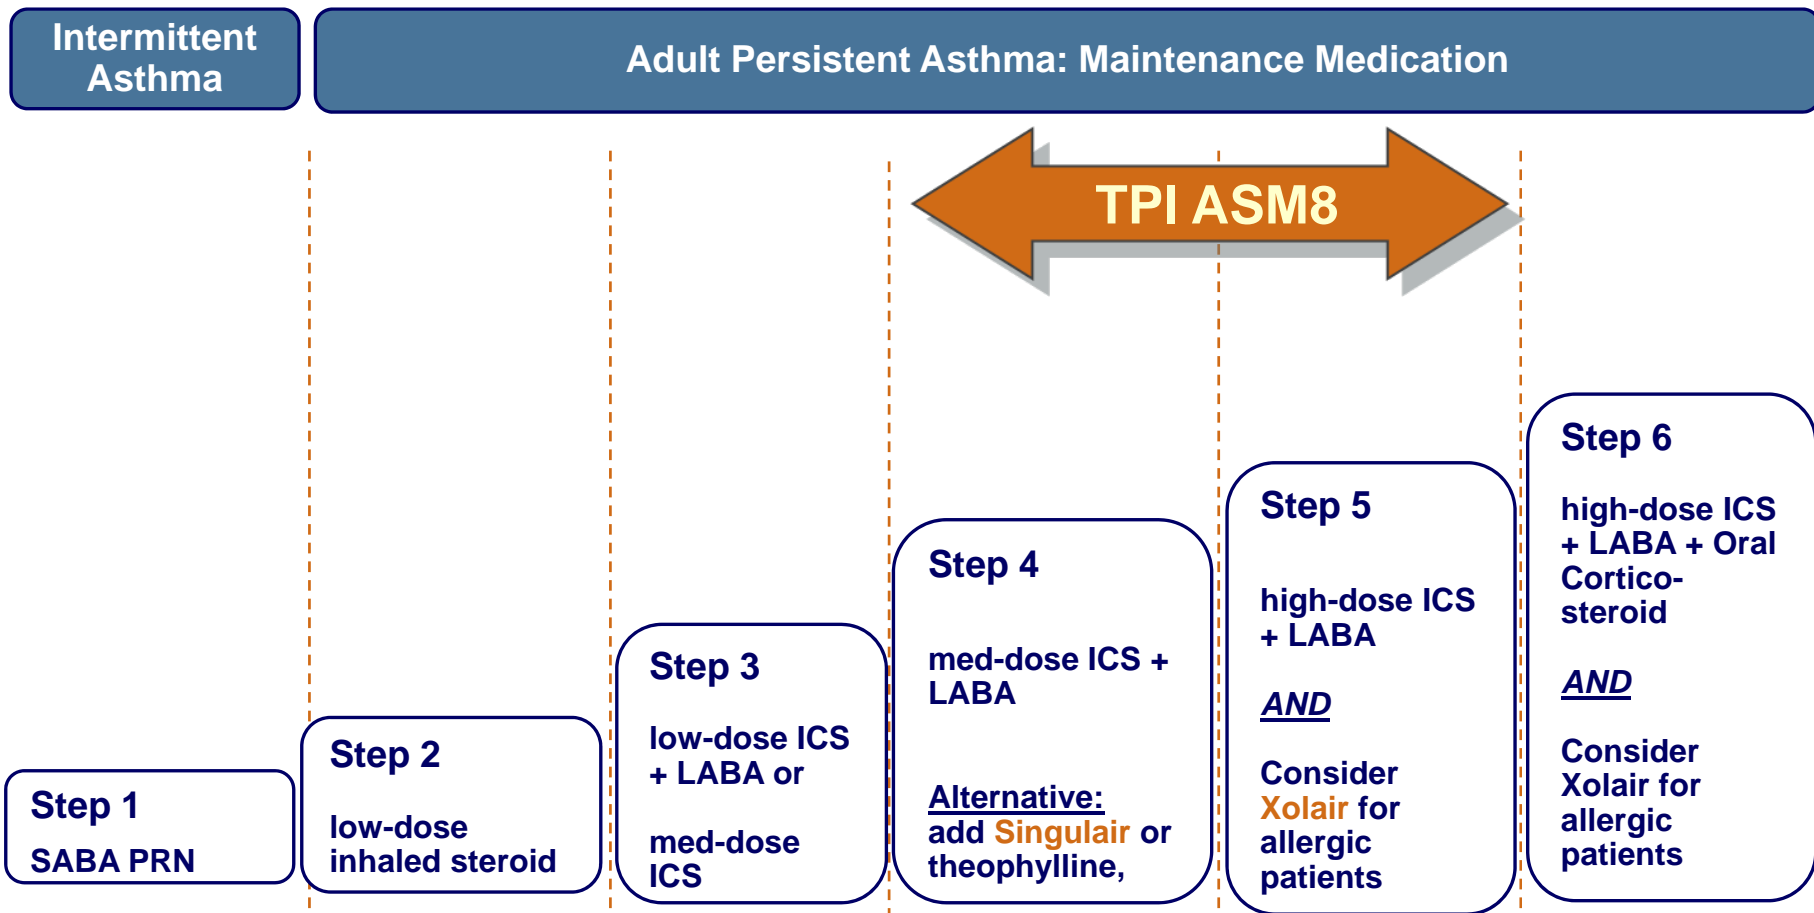 Intermittent
Asthma
Adult Persistent Asthma: Maintenance Medication
TPI ASM8
Step 1
SABA PRN
Step 2
low-dose
inhaled steroid
Step 3
low-dose ICS
+ LABA or
med-dose
ICS
Step 4
med-dose ICS +
LABA
Alternative:
add Singulair or
theophylline,
Step 5
high-dose ICS
+ LABA
AND
Consider
Xolair for
allergic
patients
Step 6
high-dose ICS
+ LABA + Oral
Cortico-
steroid
AND
Consider
Xolair for
allergic
patients